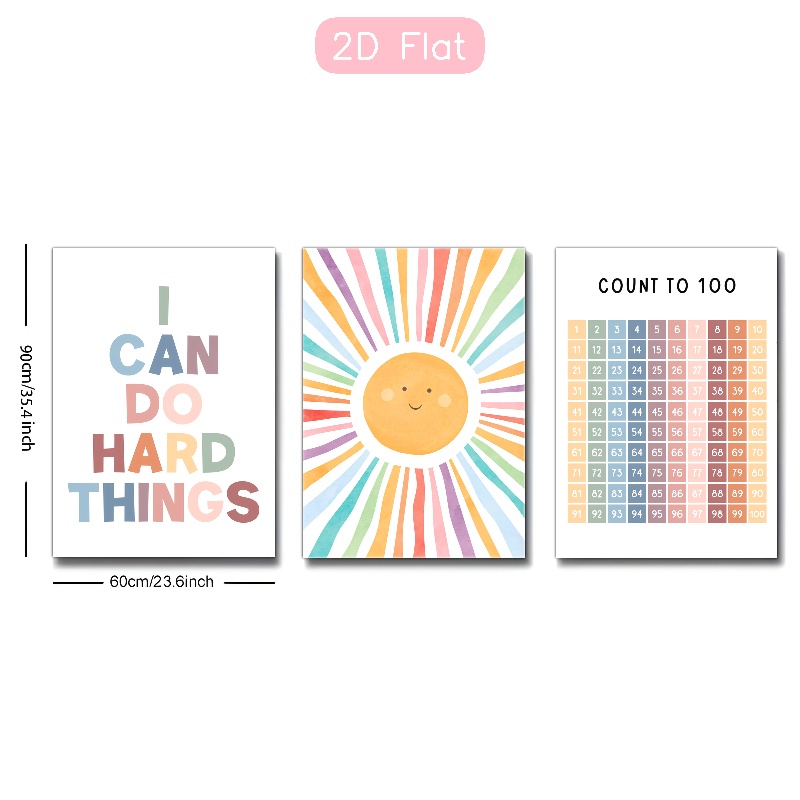 2D Flat
90cm/35.4 inch
60cm/23.6inch
I
CAN
DO
HARD
THINGS
COUNT TO 100
1 2 3 4 5 6 7 8 9 10
11 12 13 14 15 16 17 18 19 20
21 22 23 24 25 26 27 28 29 30
31 32 33 34 35 36 37 38 39 40
41 42 43 44 45 46 47 48 49 50
51 52 53 54 55 56 57 58 59 60
61 62 63 64 65 66 67 68 69 70
71 72 73 74 75 76 77 78 79 80
81 82 83 84 85 86 87 88 89 90
91 92 93 94 95 96 97 98 99 100